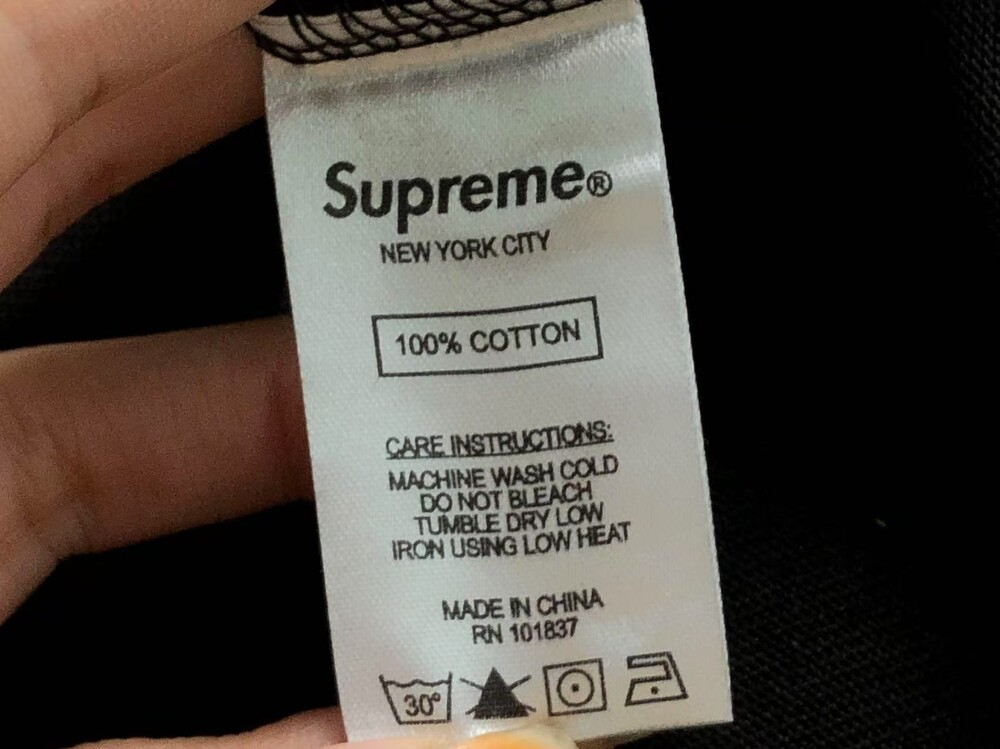 Supreme®
NEW YORK CITY
100% COTTON
CARE INSTRUCTIONS:
MACHINE WASH COLD
DO NOT BLEACH
TUMBLE DRY LOW
IRON USING LOW HEAT
MADE IN CHINA
RN 101837
30°